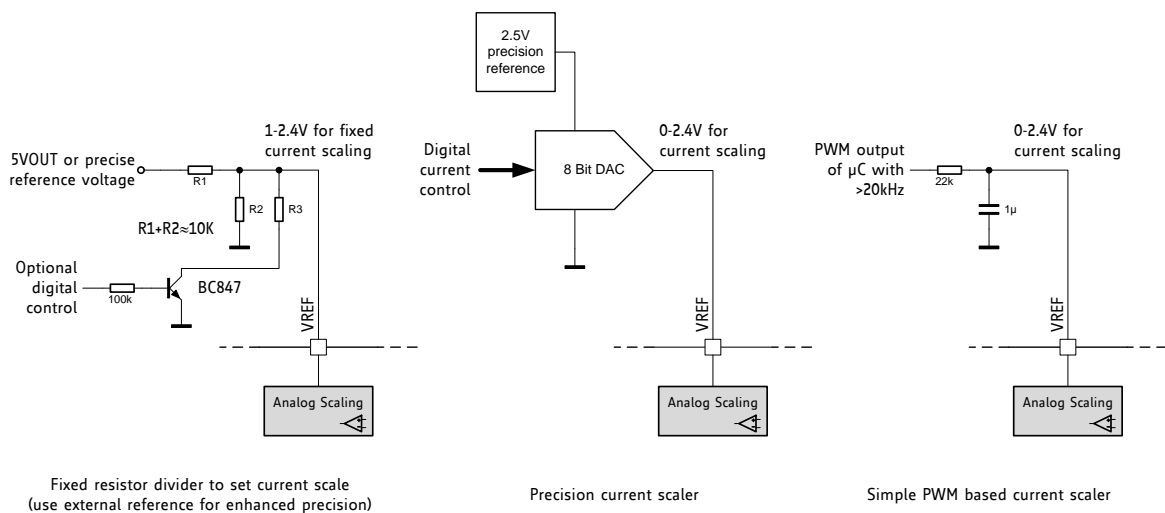 2.5V
precision
reference
1-2.4V for fixed
current scaling
5VOUT or precise
reference voltage
R1
R2
R3
R1+R2≈10K
Optional
digital
control
100k
BC847
VREF
Analog Scaling
Fixed resistor divider to set current scale
(use external reference for enhanced precision)
Digital
current
control
8 Bit DAC
0-2.4V for
current scaling
VREF
Analog Scaling
Precision current scaler
PWM output
of µC with
>20kHz
22k
1µ
0-2.4V for
current scaling
VREF
Analog Scaling
Simple PWM based current scaler